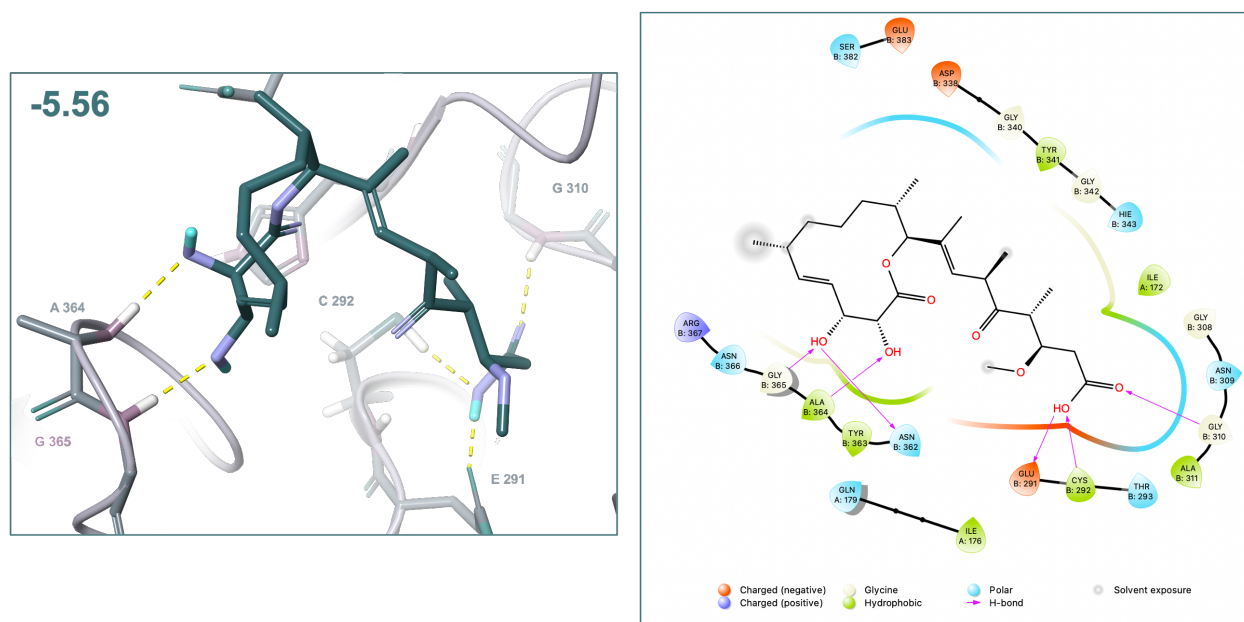 -5.56
G 310
A 364
C 292
G 365
E 291
GLU
B: 383
SER
B: 382
ASP
B: 338
GLY
B: 340
TYR
B: 341
GLY
B: 342
HIE
B: 343
ILE
A: 172
GLY
B: 308
ASN
B: 309
GLY
B: 310
ALA
B: 311
ARG
B: 367
ASN
B: 366
GLY
B: 365
ALA
B: 364
TYR
B: 363
ASN
B: 362
O
O
HO
OH
O
O
O
HO
GLU
B: 291
CYS
B: 292
THR
B: 293
GLN
A: 179
ILE
A: 176
Charged (negative) Glycine Polar Solvent exposure
Charged (positive) Hydrophobic H-bond